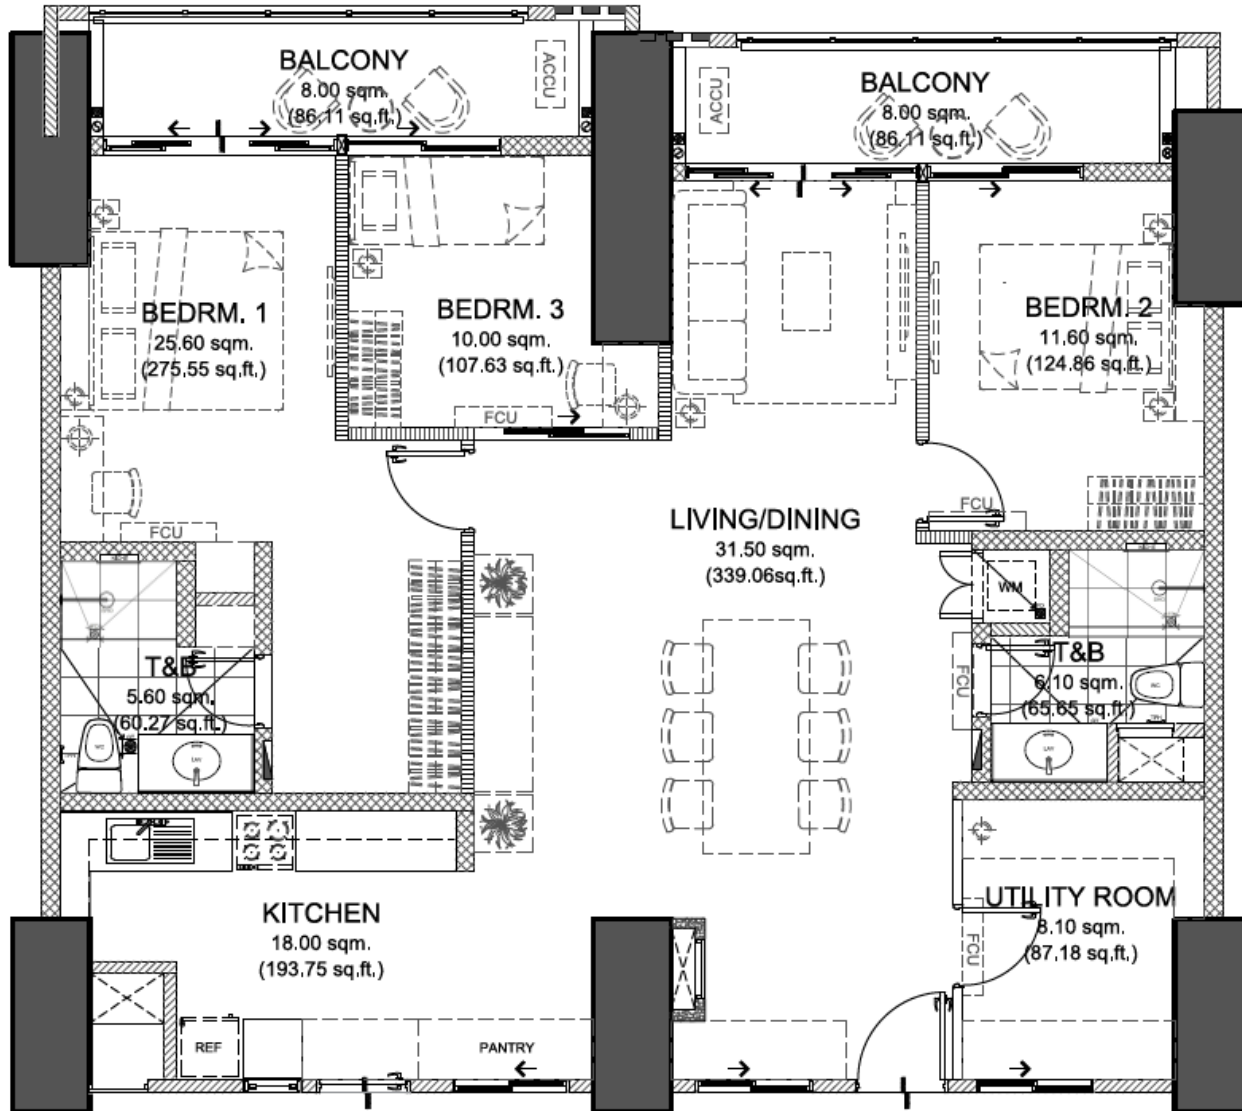 BALCONY
8.00 sqm.
(86.11 sq.ft.)
ACCU
BALCONY
8.00 sqm.
(86.11 sq.ft.)
ACCU
BEDRM. 1
25.60 sqm.
(275.55 sq.ft.)
BEDRM. 3
10.00 sqm.
(107.63 sq.ft.)
BEDRM. 2
11.60 sqm.
(124.86 sq.ft.)
FCU
FCU
FCU
LIVING/DINING
31.50 sqm.
(339.06sq.ft.)
WM
T&B
5.60 sqm.
(60.27 sq.ft.)
T&B
6.10 sqm.
(65.65 sq.ft.)
FCU
KITCHEN
18.00 sqm.
(193.75 sq.ft.)
UTILITY ROOM
8.10 sqm.
(87.18 sq.ft.)
FCU
REF
PANTRY